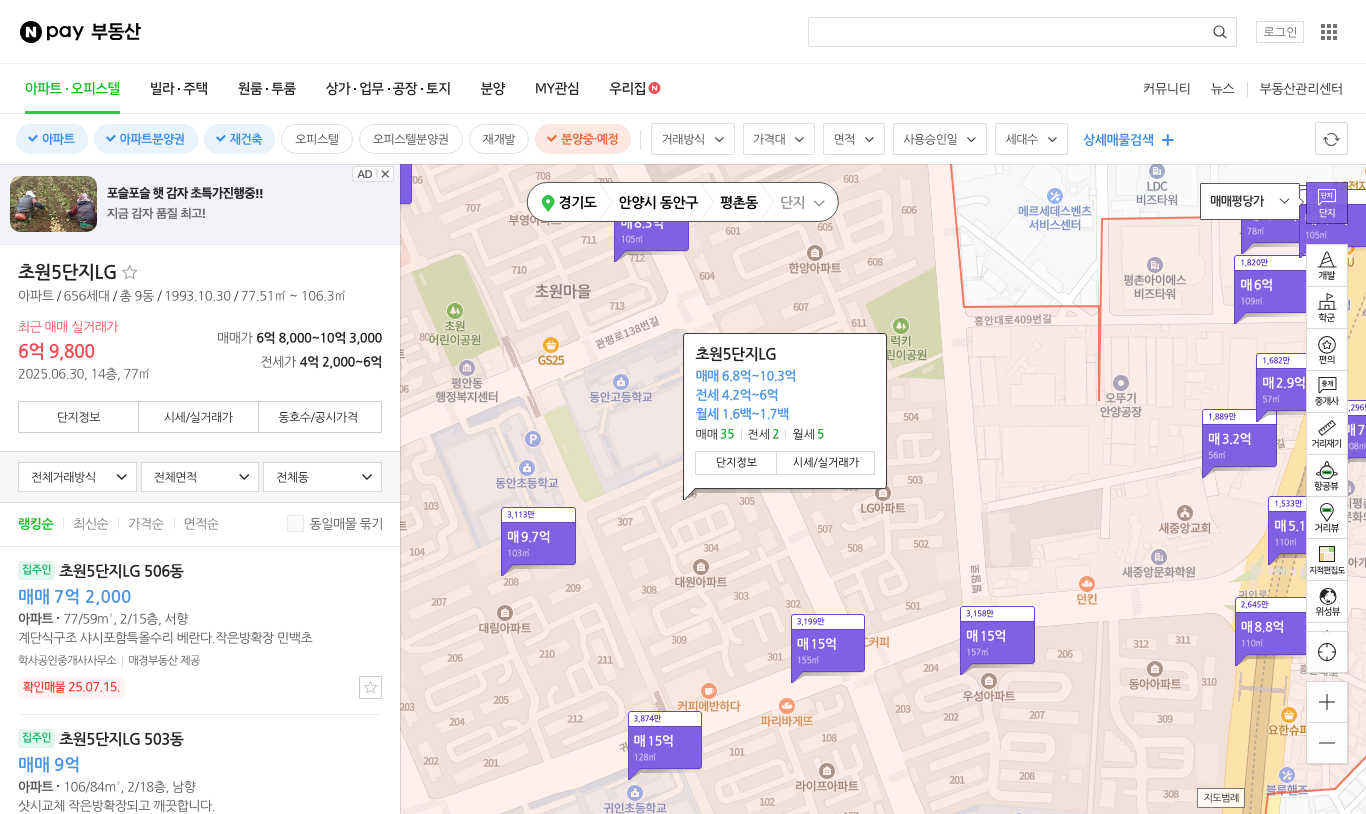 N pay 부동산
로그인
아파트·오피스텔
빌라·주택
원룸·투룸
상가·업무·공장·토지
분양
MY관심
우리집 N
커뮤니티
뉴스
부동산관리센터
아파트
아파트분양권
재건축
오피스텔
오피스텔분양권
재개발
분양중·예정
거래방식
가격대
면적
사용승인일
세대수
상세매물검색
포슬포슬 햇 감자 초특가진행중!!
지금 감자 품질 최고!
AD
초원5단지LG
아파트 / 656세대 / 총 9동 / 1993.10.30 / 77.51㎡ ~ 106.3㎡
최근 매매 실거래가
6억 9,800
2025.06.30, 14층, 77㎡
매매가 6억 8,000~10억 3,000
전세가 4억 2,000~6억
단지정보
시세/실거래가
동호수/공시가격
전체거래방식
전체면적
전체동
랭킹순
최신순
가격순
면적순
동일매물 묶기
집주인 초원5단지LG 506동
매매 7억 2,000
아파트 · 77/59m², 2/15층, 서향
계단식구조 샤시포함특올수리 베란다.작은방확장 민백초
학사공인중개사사무소 | 매경부동산 제공
확인매물 25.07.15.
집주인 초원5단지LG 503동
매매 9억
아파트 · 106/84m², 2/18층, 남향
샷시교체 작은방확장되고 깨끗합니다.
경기도
안양시 동안구
평촌동
단지
매매평당가
단지
단지
개발
학군
편의
중개
중개사
거리재기
항공뷰
거리뷰
지적편집도
위성뷰
지도범례
초원5단지LG
매매 6.8억~10.3억
전세 4.2억~6억
월세 1.6백~1.7백
매매 35
전세 2
월세 5
단지정보
시세/실거래가
603
606
604
607
611
710
711
712
105㎡
한양아파트
초원마을
초원
어린이공원
관평로138번길
GS25
평안동
행정복지센터
동안고등학교
P
동안초등학교
럭키
메르세데스벤츠
서비스센터
LDC
비즈타워
평촌아이에스
비즈타워
흥안대로409번길
오뚜기
안양공장
78㎡
105㎡
1,820만
매6억
109㎡
1,682만
매2.9억
57㎡
1,889만
매3.2억
56㎡
1,533만
매5.1
110㎡
2,645만
매8.8억
110㎡
3,113만
매9.7억
103㎡
3,199만
매15억
155㎡
3,158만
매15억
157㎡
3,874만
매15억
128㎡
504
503
LG아파트
307
305
507
508
502
501
304
302
303
308
309
301
대원아파트
104
103
208
209
207
대림아파트
206
210
211
205
212
204
202
201
새중앙교회
새중앙문화학원
벌말로
던킨
커피
커피에반하다
파리바게뜨
우성아파트
204
206
203
202
207
312
311
310
309
308
동아아파트
101
108
102
107
라이프아파트
201
208
귀인초등학교
요한슈퍼
블루핸즈